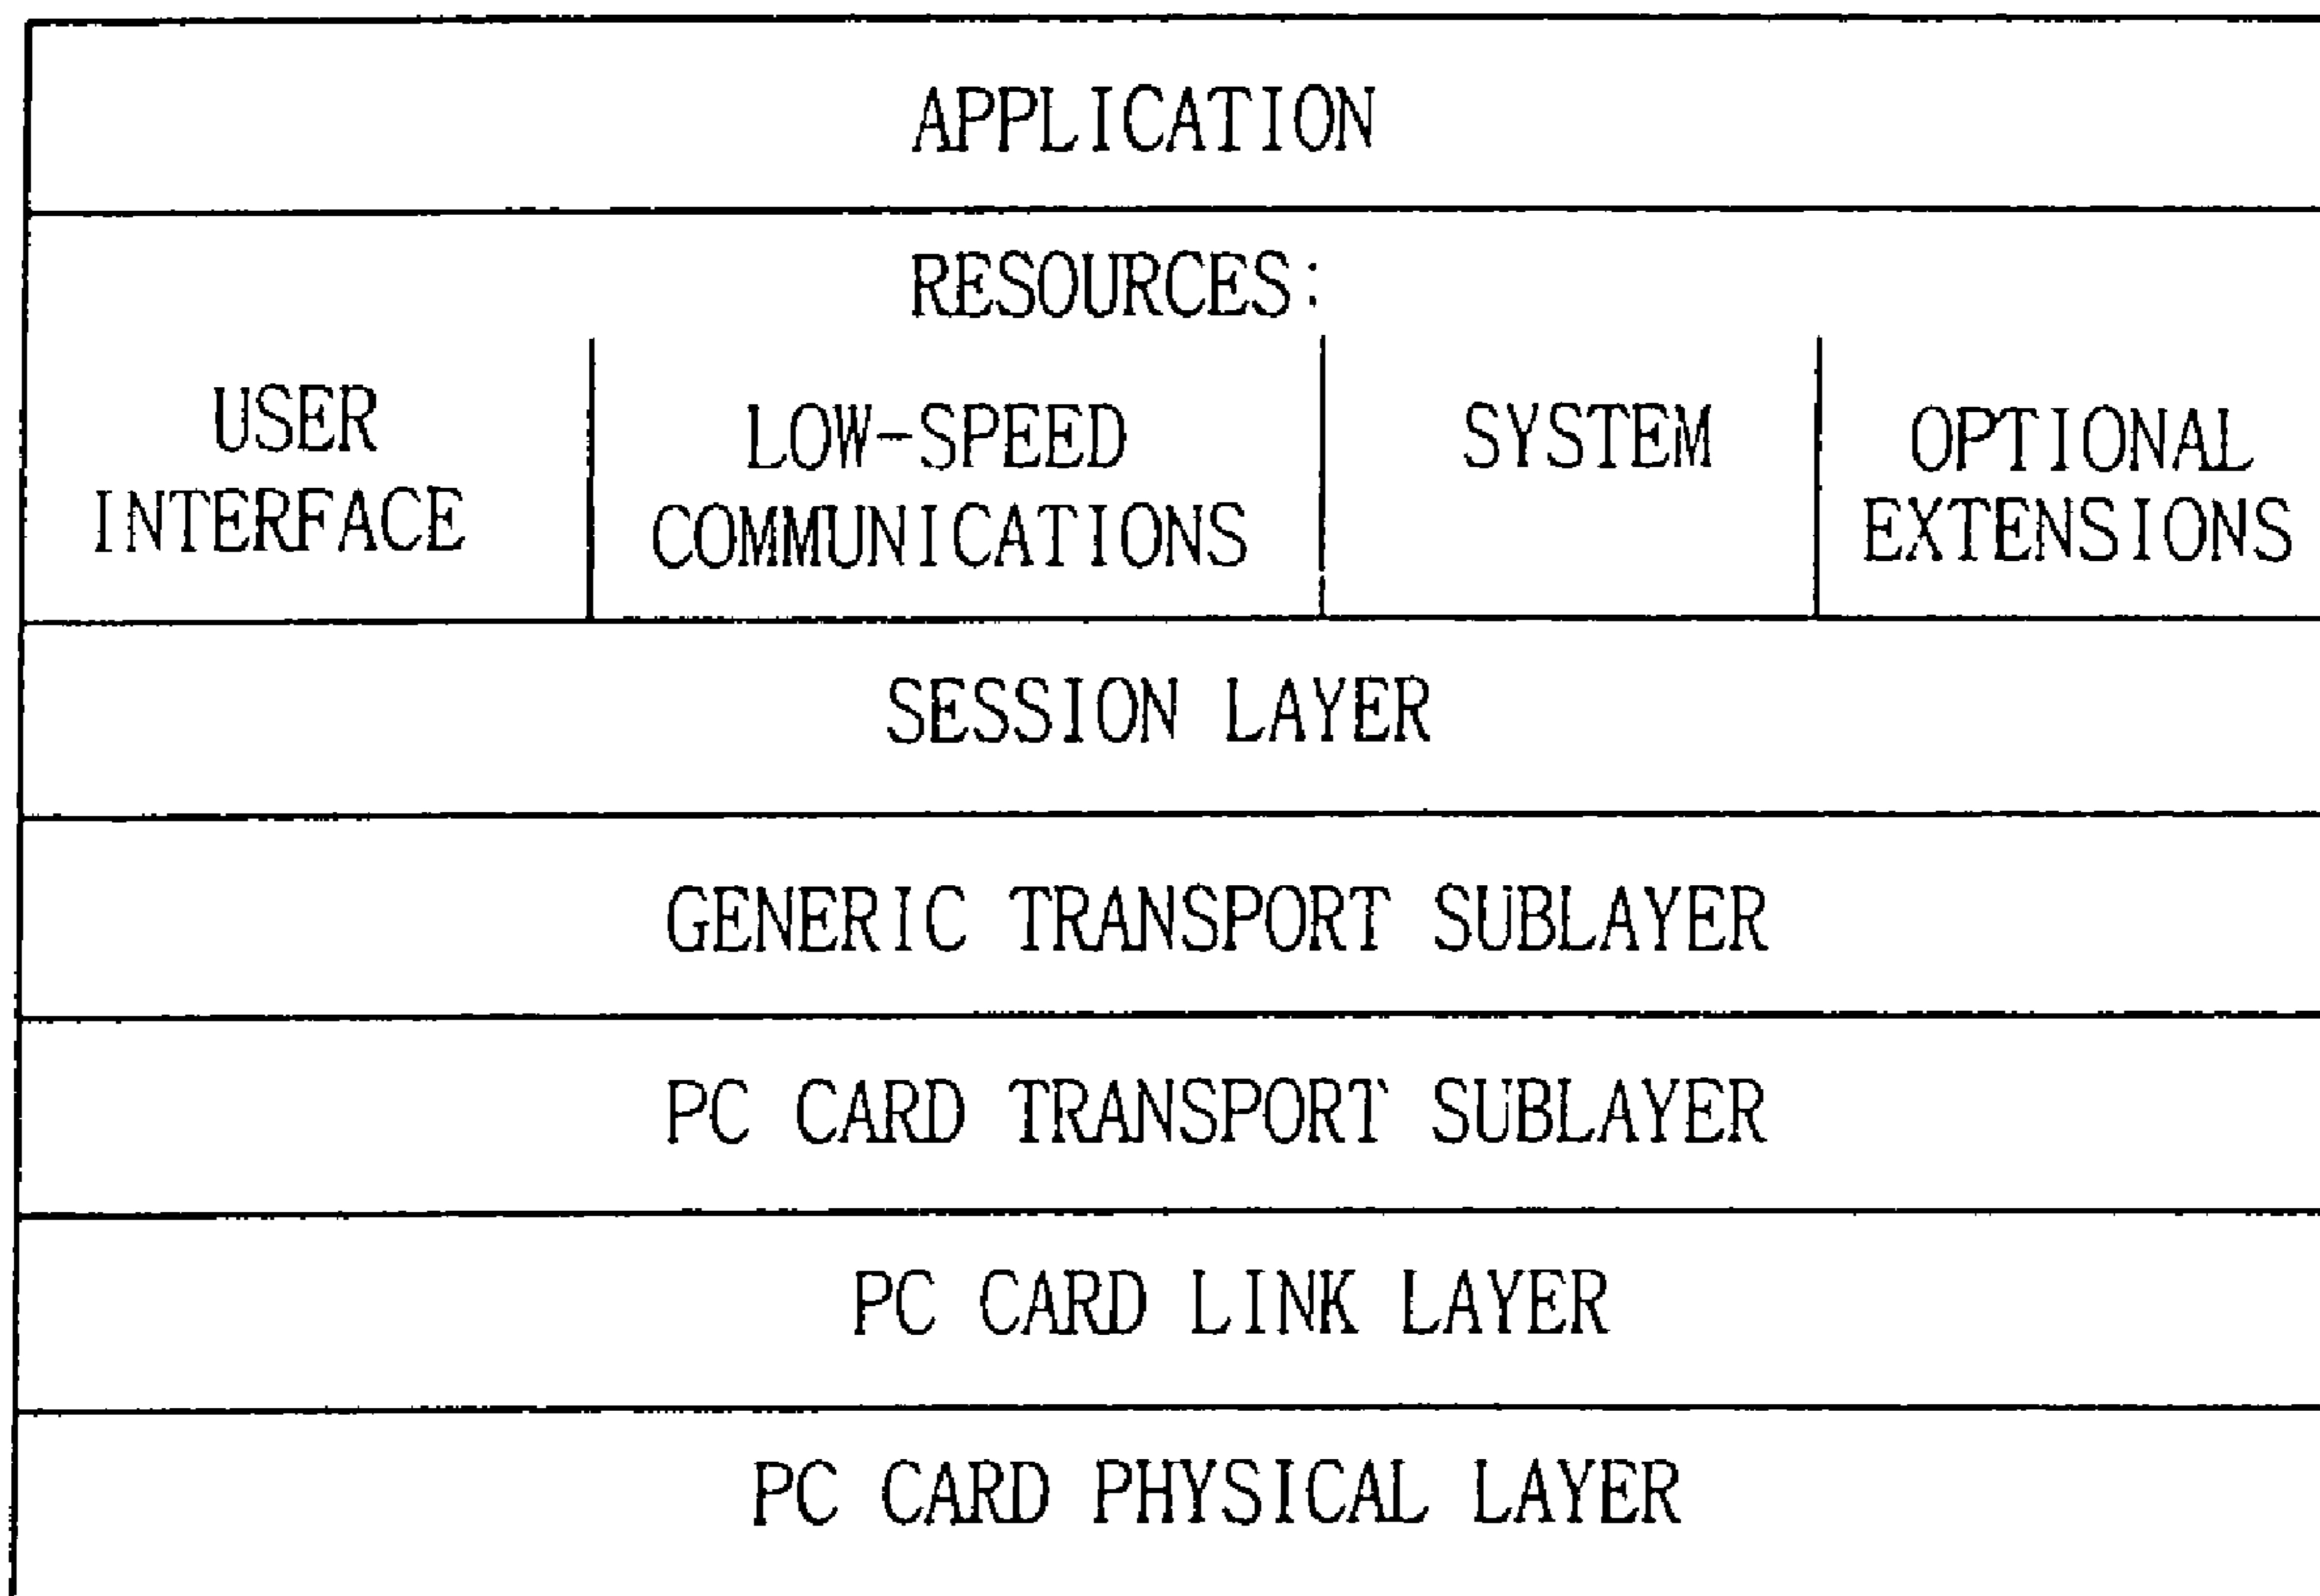 APPLICATION
RESOURCES:
USER
INTERFACE
LOW-SPEED
COMMUNICATIONS
SYSTEM
OPTIONAL
EXTENSIONS
SESSION LAYER
GENERIC TRANSPORT SUBLAYER
PC CARD TRANSPORT SUBLAYER
PC CARD LINK LAYER
PC CARD PHYSICAL LAYER